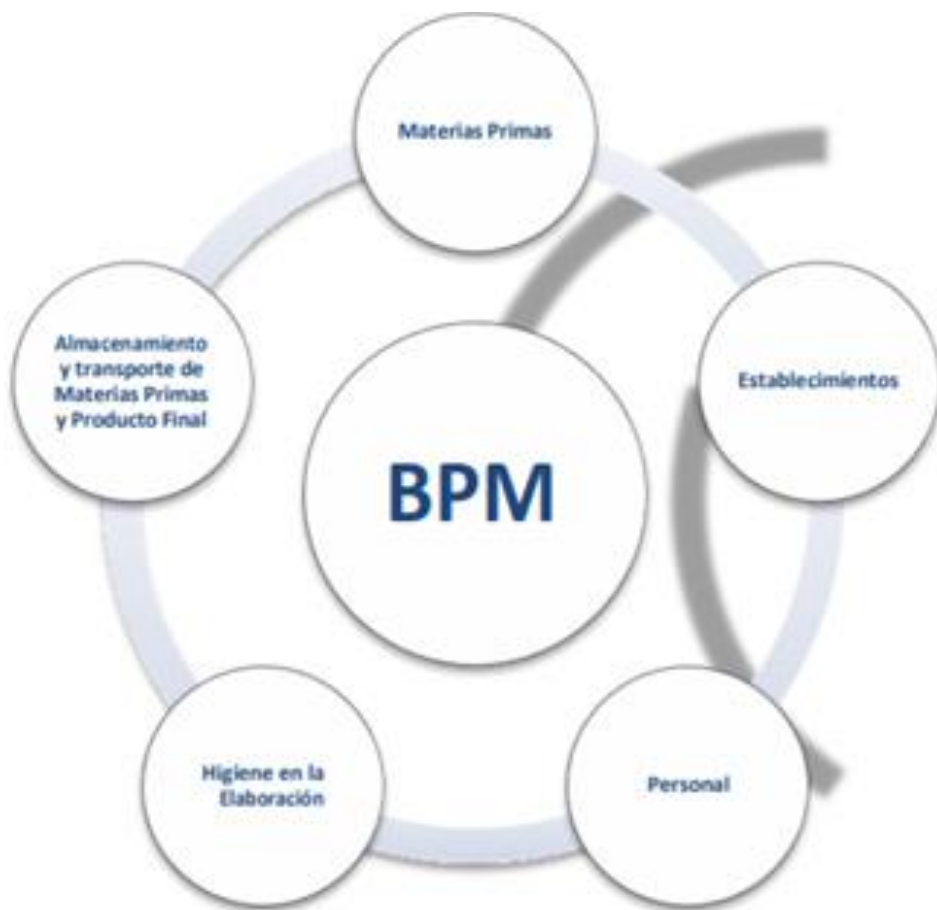 Materias Primas
Almacenamiento
y transporte de
Materias Primas
y Producto Final
Establecimientos
BPM
Higiene en la
Elaboración
Personal